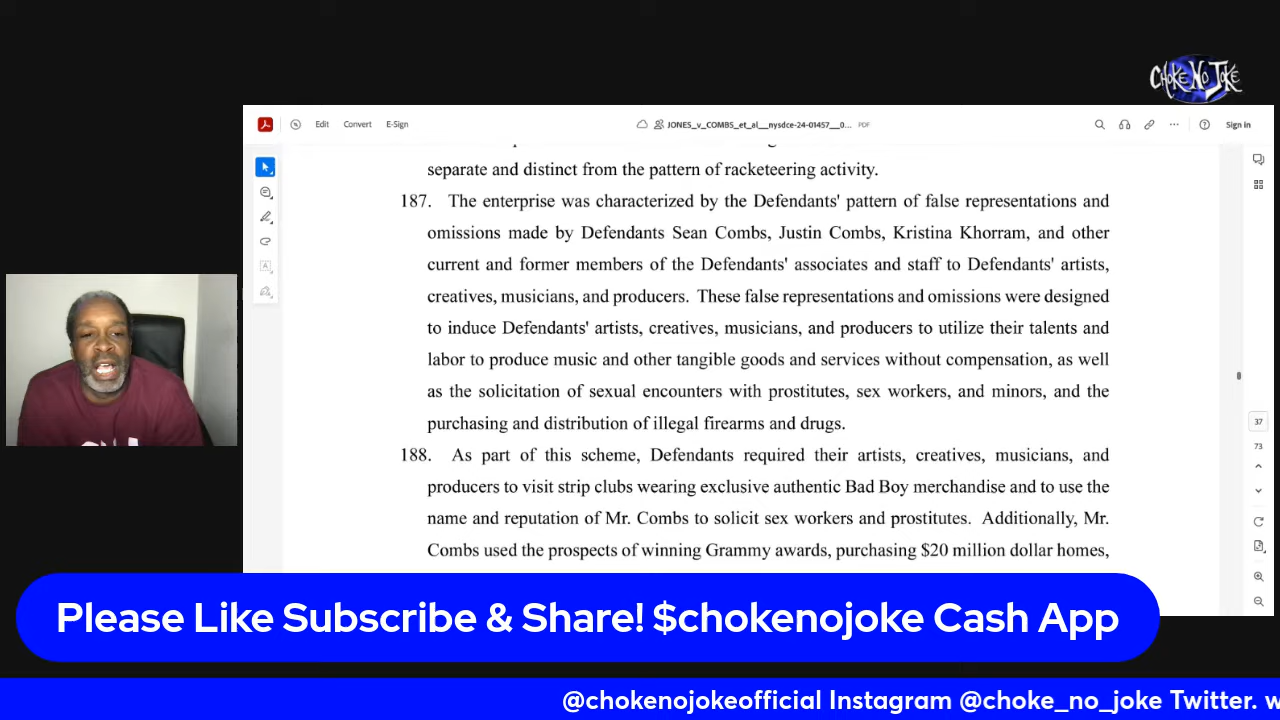 CHOKE NO JOKE
Edit Convert E-Sign
JONES_v_COMBS_et_al__nysdce-24-01457__0... PDF
Sign in
separate and distinct from the pattern of racketeering activity.
187. The enterprise was characterized by the Defendants' pattern of false representations and
omissions made by Defendants Sean Combs, Justin Combs, Kristina Khorram, and other
current and former members of the Defendants' associates and staff to Defendants' artists,
creatives, musicians, and producers. These false representations and omissions were designed
to induce Defendants' artists, creatives, musicians, and producers to utilize their talents and
labor to produce music and other tangible goods and services without compensation, as well
as the solicitation of sexual encounters with prostitutes, sex workers, and minors, and the
purchasing and distribution of illegal firearms and drugs.
188. As part of this scheme, Defendants required their artists, creatives, musicians, and
producers to visit strip clubs wearing exclusive authentic Bad Boy merchandise and to use the
name and reputation of Mr. Combs to solicit sex workers and prostitutes. Additionally, Mr.
Combs used the prospects of winning Grammy awards, purchasing $20 million dollar homes,
37
73
Please Like Subscribe & Share! $chokenojoke Cash App
@chokenojokeofficial Instagram @choke_no_joke Twitter. w